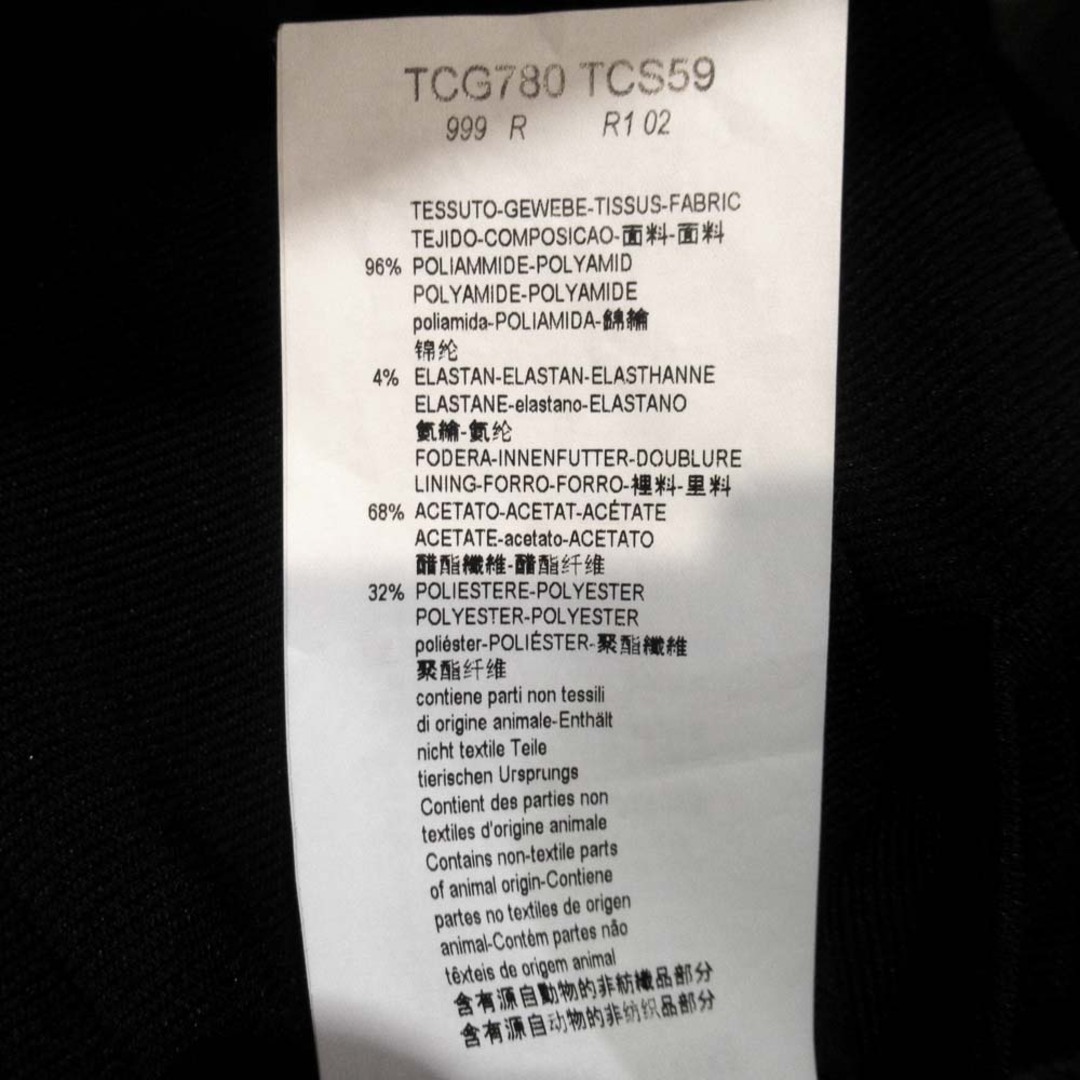 TCG780 TCS59
999 R R1 02
TESSUTO-GEWEBE-TISSUS-FABRIC
TEJIDO-COMPOSICAO-面料-面料
96% POLIAMMIDE-POLYAMID
POLYAMIDE-POLYAMIDE
poliamida-POLIAMIDA-錦綸
锦纶
4% ELASTAN-ELASTAN-ELASTHANNE
ELASTANE-elastano-ELASTANO
氨綸-氨纶
FODERA-INNENFUTTER-DOUBLURE
LINING-FORRO-FORRO-裡料-里料
68% ACETATO-ACETAT-ACÉTATE
ACETATE-acetato-ACETATO
醋酯纖維-醋酯纤维
32% POLIESTERE-POLYESTER
POLYESTER-POLYESTER
poliéster-POLIÉSTER-聚酯纖維
聚酯纤维
contiene parti non tessili
di origine animale-Enthält
nicht textile Teile
tierischen Ursprungs
Contient des parties non
textiles d'origine animale
Contains non-textile parts
of animal origin-Contiene
partes no textiles de origen
animal-Contêm partes não
têxteis de origem animal
含有源自動物的非紡織品部分
含有源自动物的非纺织品部分